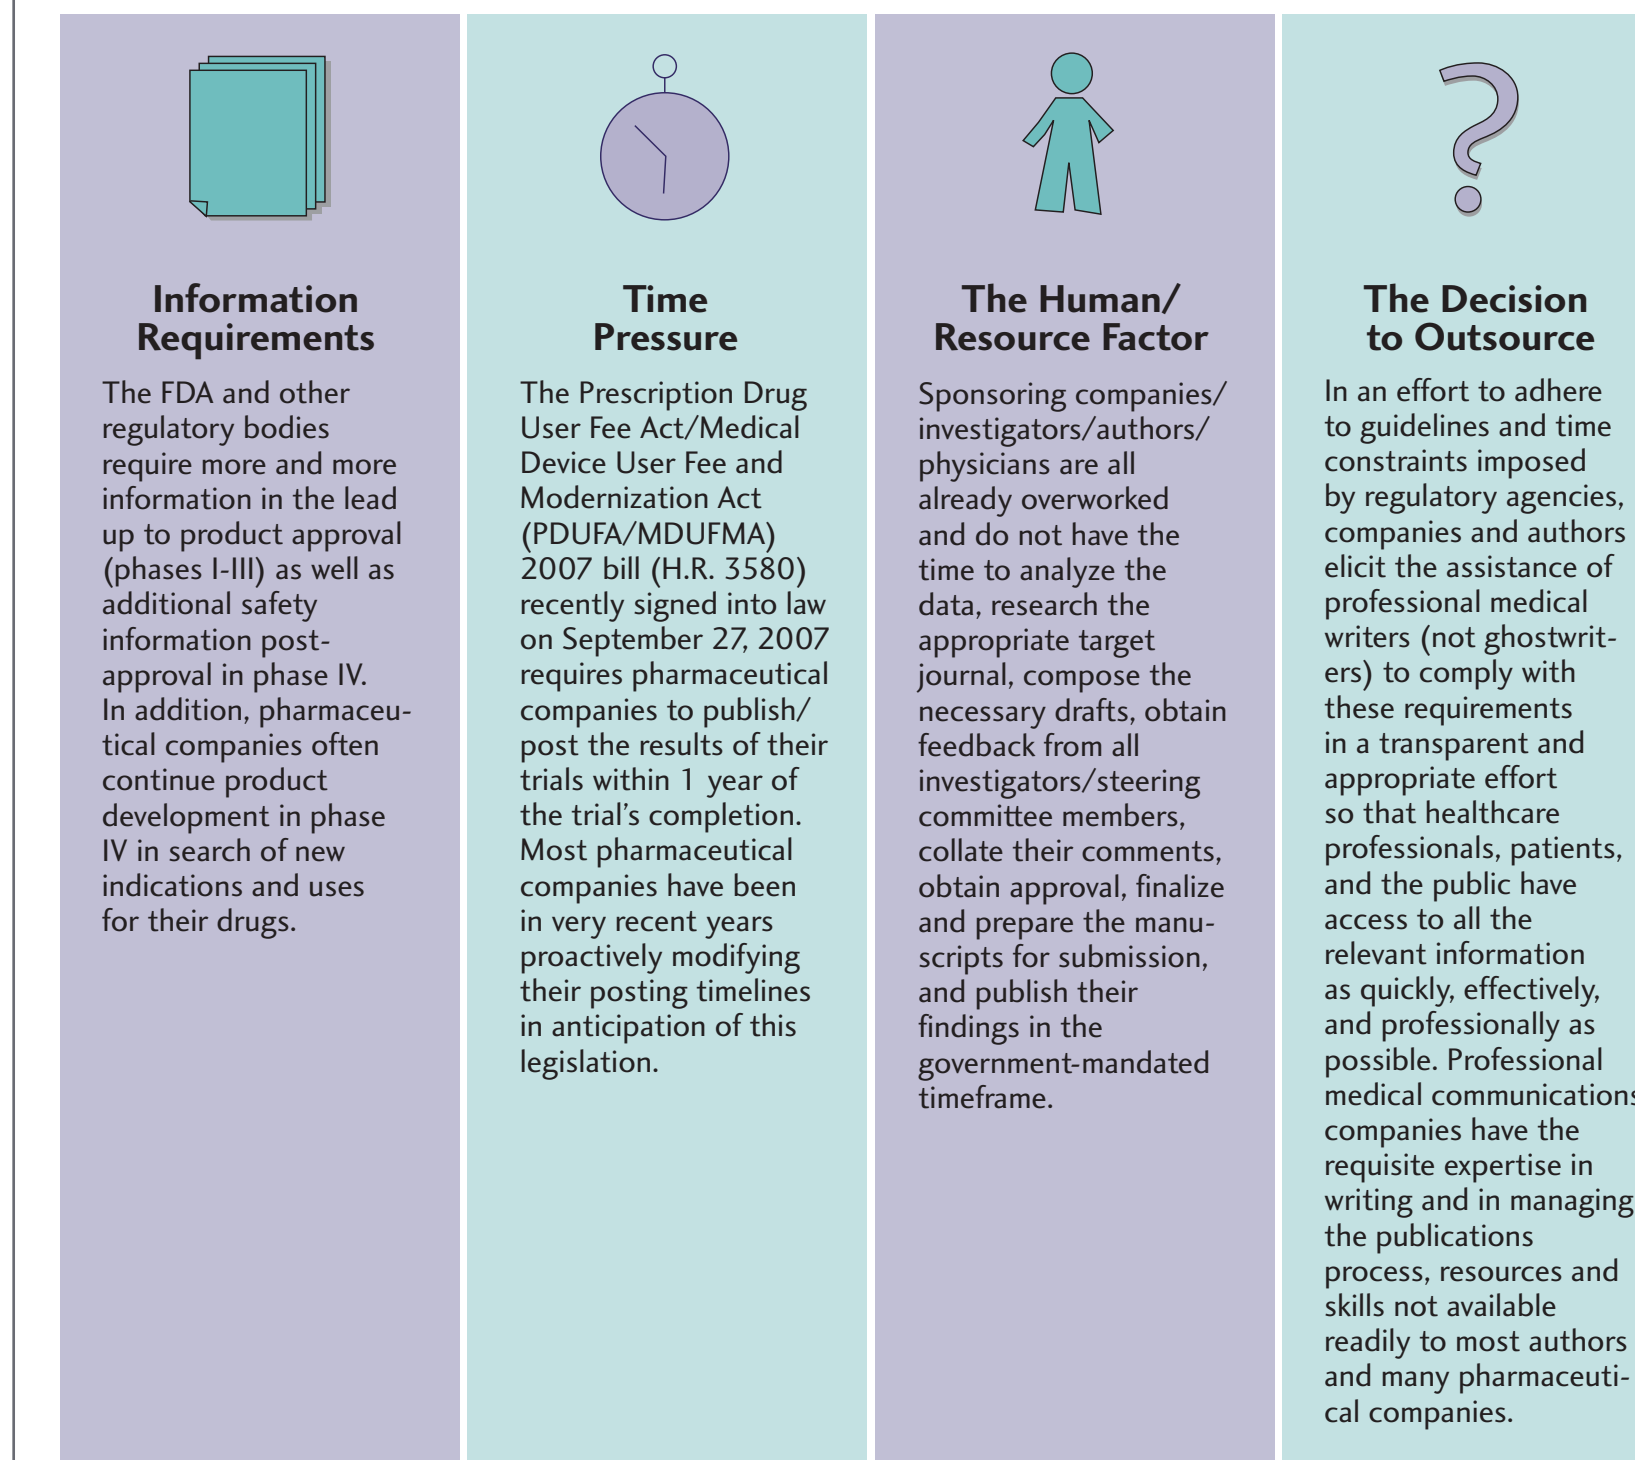 Information
Requirements
The FDA and other
regulatory bodies
require more and more
information in the lead
up to product approval
(phases I-III) as well as
additional safety
information post-
approval in phase IV.
In addition, pharmaceu-
tical companies often
continue product
development in phase
IV in search of new
indications and uses
for their drugs.
Time
Pressure
The Prescription Drug
User Fee Act/Medical
Device User Fee and
Modernization Act
(PDUFA/MDUFMA)
2007 bill (H.R. 3580)
recently signed into law
on September 27, 2007
requires pharmaceutical
companies to publish/
post the results of their
trials within 1 year of
the trial’s completion.
Most pharmaceutical
companies have been
in very recent years
proactively modifying
their posting timelines
in anticipation of this
legislation.
The Human/
Resource Factor
Sponsoring companies/
investigators/authors/
physicians are all
already overworked
and do not have the
time to analyze the
data, research the
appropriate target
journal, compose the
necessary drafts, obtain
feedback from all
investigators/steering
committee members,
collate their comments,
obtain approval, finalize
and prepare the manu-
scripts for submission,
and publish their
findings in the
government-mandated
timeframe.
The Decision
to Outsource
In an effort to adhere
to guidelines and time
constraints imposed
by regulatory agencies,
companies and authors
elicit the assistance of
professional medical
writers (not ghostwrit-
ers) to comply with
these requirements
in a transparent and
appropriate effort
so that healthcare
professionals, patients,
and the public have
access to all the
relevant information
as quickly, effectively,
and professionally as
possible. Professional
medical communications
companies have the
requisite expertise in
writing and in managing
the publications
process, resources and
skills not available
readily to most authors
and many pharmaceuti-
cal companies.